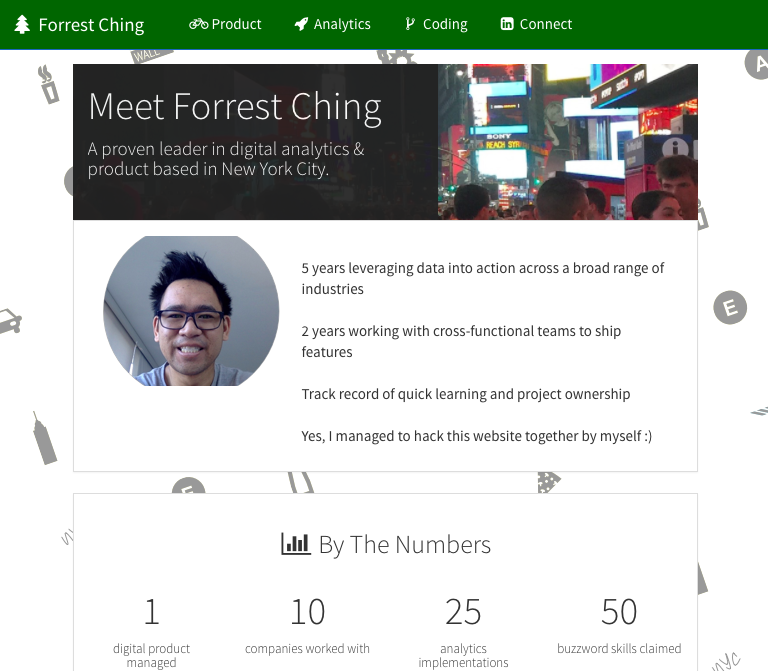 Forrest Ching
Product
Analytics
Coding
Connect
WALL
A
Meet Forrest Ching
A proven leader in digital analytics &
product based in New York City.
SONY
5 years leveraging data into action across a broad range of
industries
E
2 years working with cross-functional teams to ship
features
Track record of quick learning and project ownership
Yes, I managed to hack this website together by myself :)
By The Numbers
1
10
25
50
digital product
managed
companies worked with
analytics
implementations
buzzword skills claimed
NYC